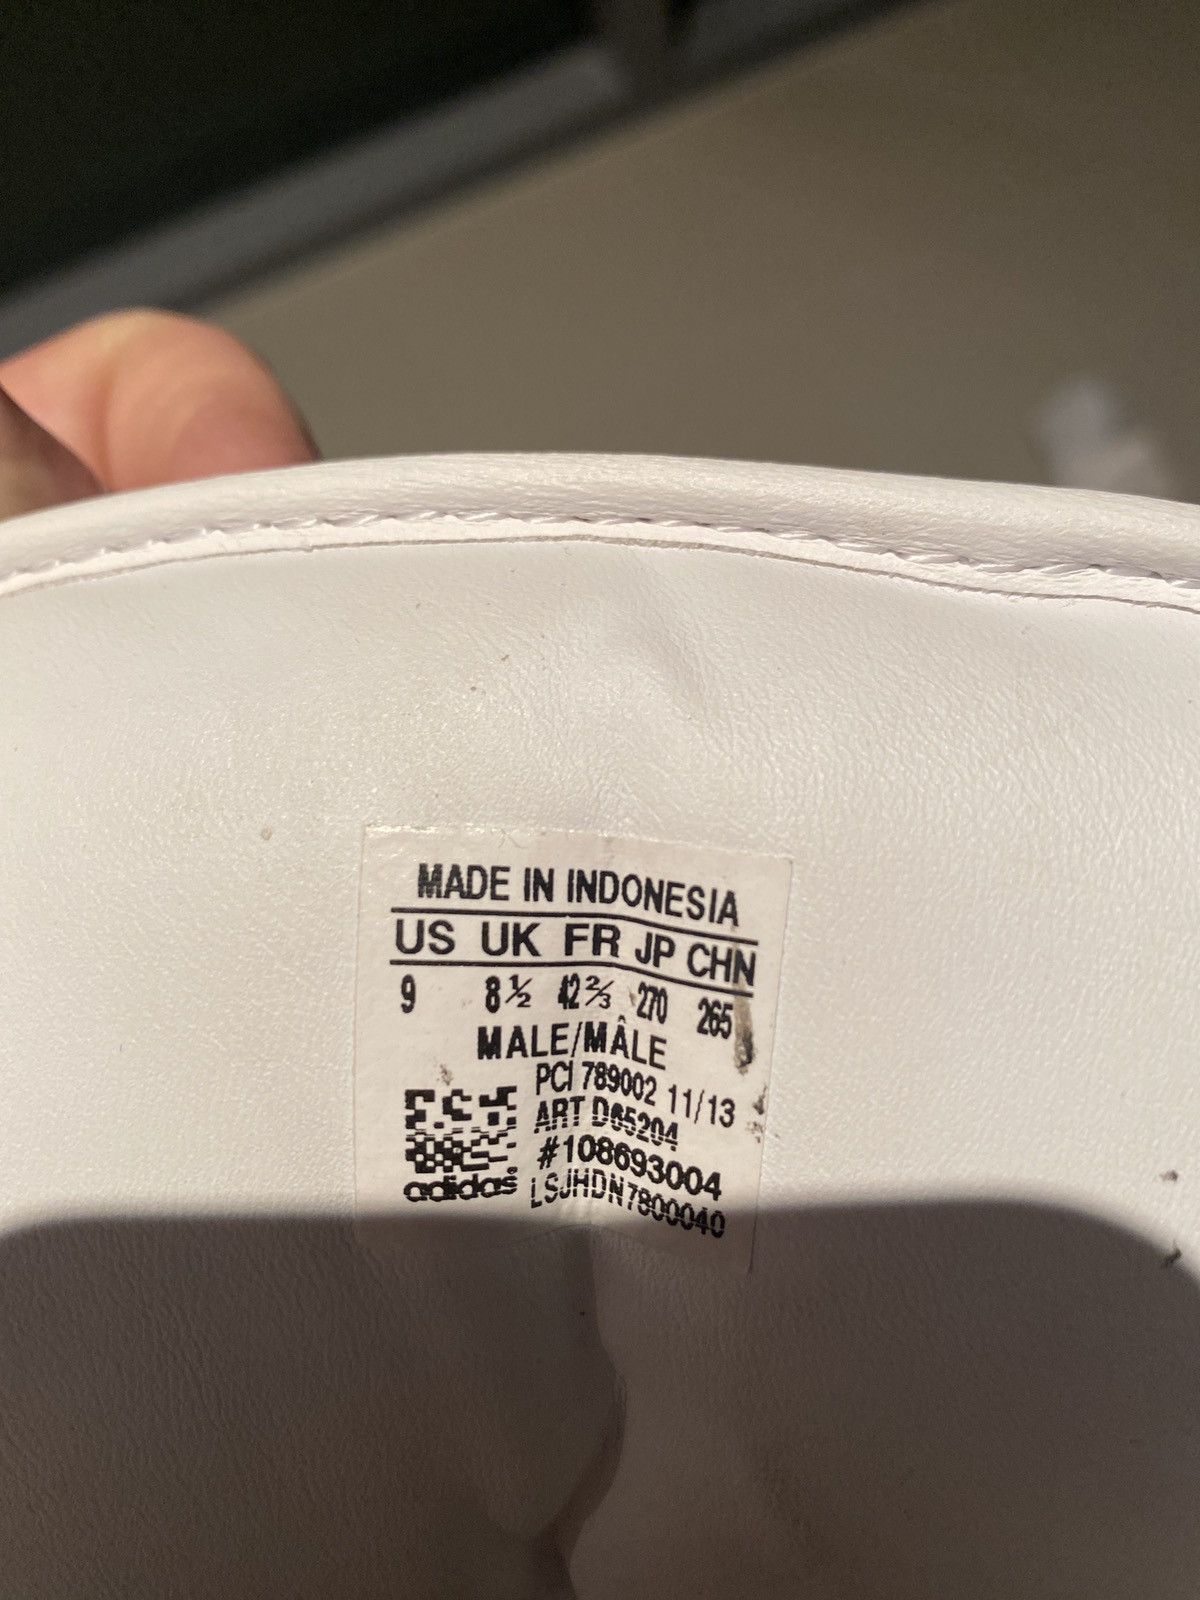 MADE IN INDONESIA
US UK FR JP CHN
9 8½ 42⅔ 270 265
MALE/MÂLE
PCI 789002 11/13
ART D65204
#108693004
adidas LSJHDN7800040